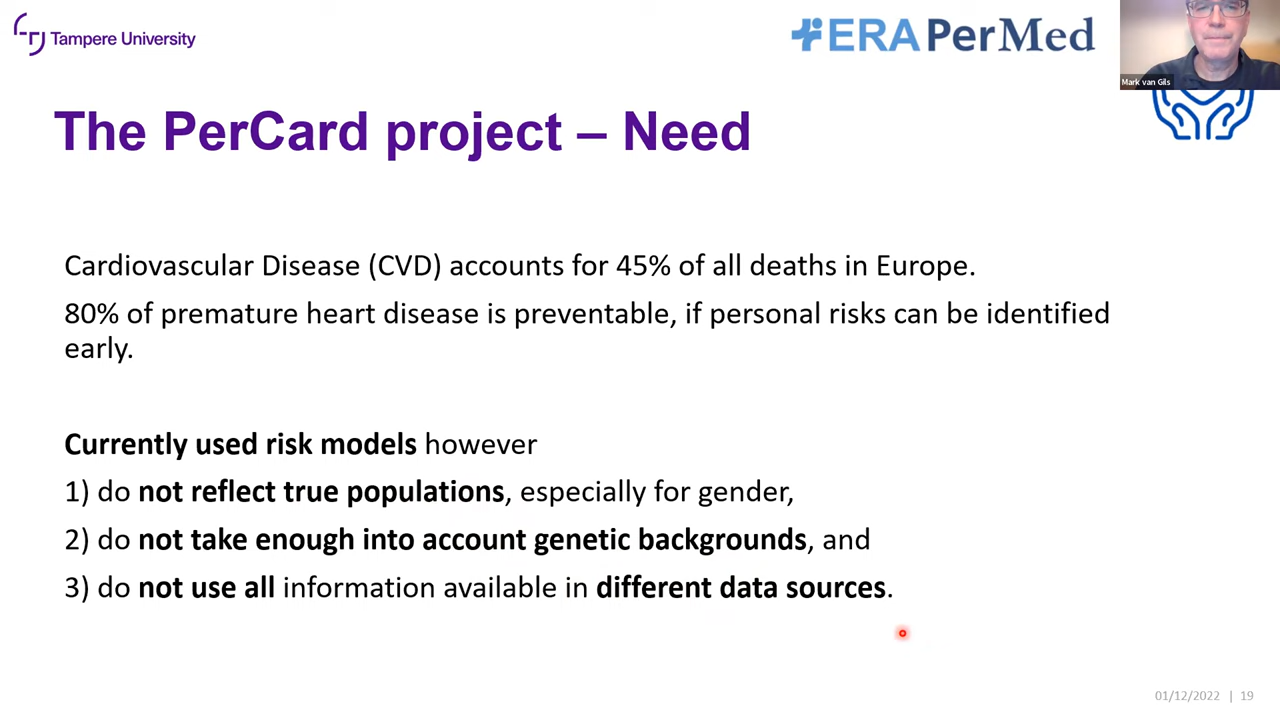 Tampere University
ERA PerMed
Mark van Gils
The PerCard project – Need
Cardiovascular Disease (CVD) accounts for 45% of all deaths in Europe.
80% of premature heart disease is preventable, if personal risks can be identified
early.
Currently used risk models however
1) do not reflect true populations, especially for gender,
2) do not take enough into account genetic backgrounds, and
3) do not use all information available in different data sources.
01/12/2022 | 19